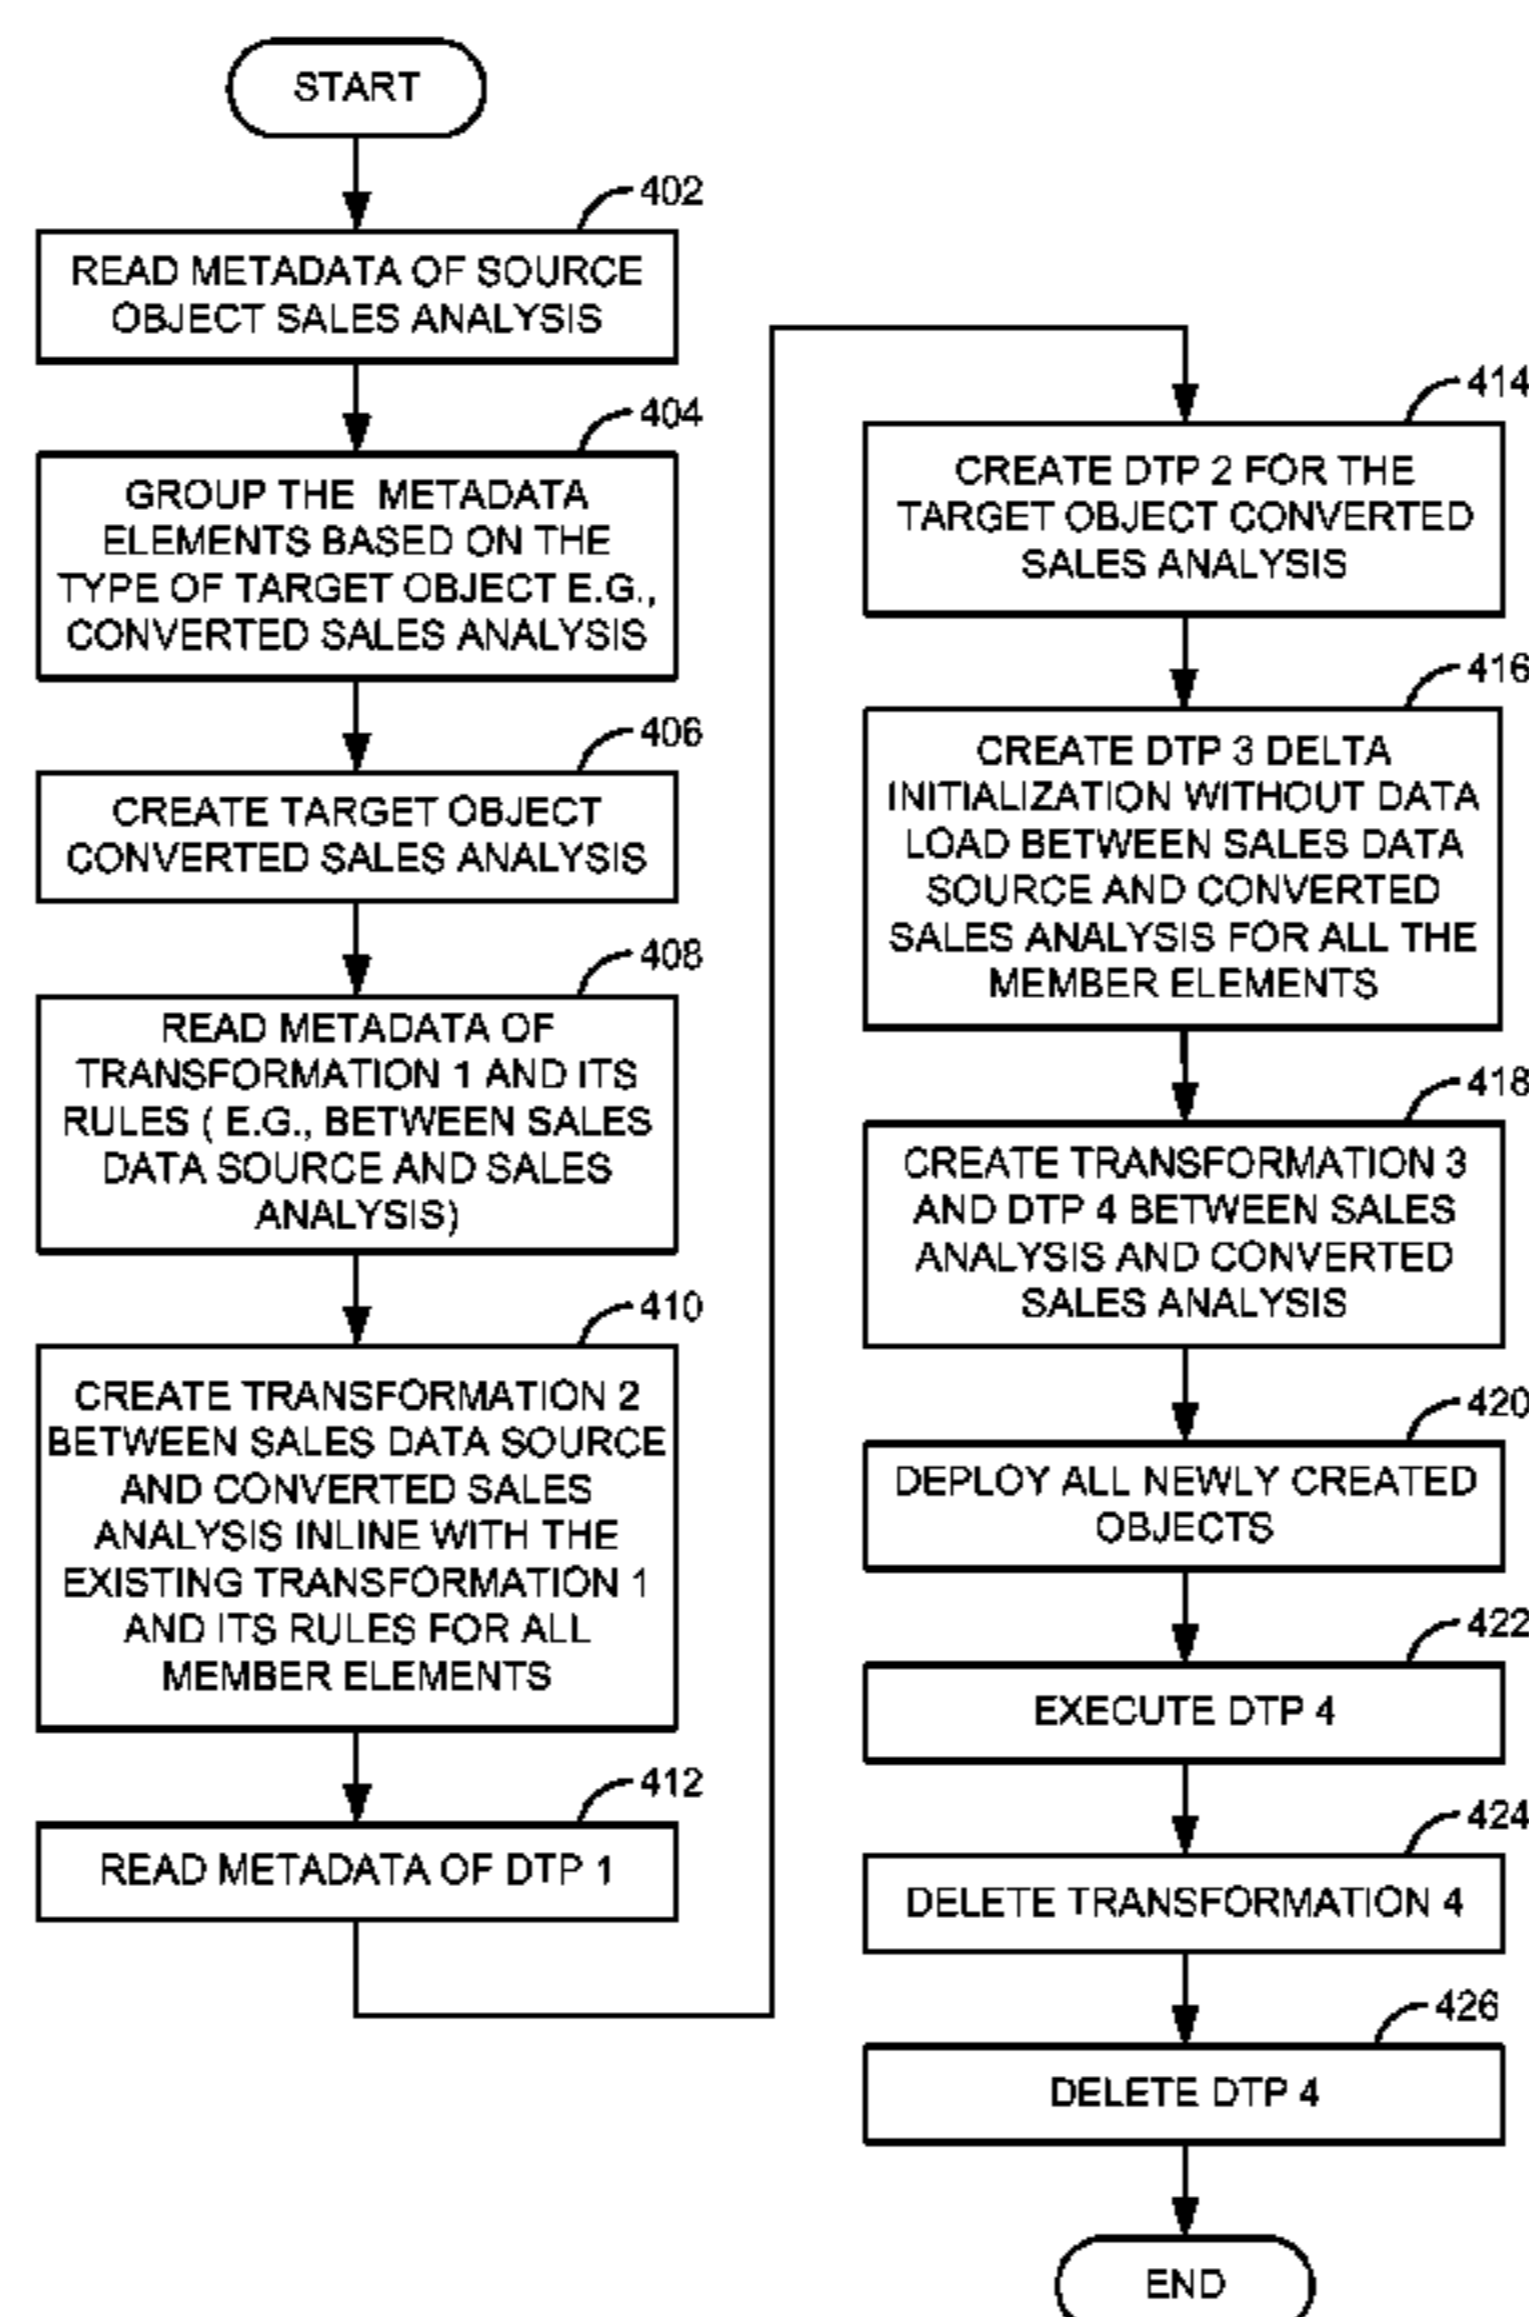 START
402
READ METADATA OF SOURCE
OBJECT SALES ANALYSIS
404
GROUP THE METADATA
ELEMENTS BASED ON THE
TYPE OF TARGET OBJECT E.G.,
CONVERTED SALES ANALYSIS
406
CREATE TARGET OBJECT
CONVERTED SALES ANALYSIS
408
READ METADATA OF
TRANSFORMATION 1 AND ITS
RULES ( E.G., BETWEEN SALES
DATA SOURCE AND SALES
ANALYSIS)
410
CREATE TRANSFORMATION 2
BETWEEN SALES DATA SOURCE
AND CONVERTED SALES
ANALYSIS INLINE WITH THE
EXISTING TRANSFORMATION 1
AND ITS RULES FOR ALL
MEMBER ELEMENTS
412
READ METADATA OF DTP 1
414
CREATE DTP 2 FOR THE
TARGET OBJECT CONVERTED
SALES ANALYSIS
416
CREATE DTP 3 DELTA
INITIALIZATION WITHOUT DATA
LOAD BETWEEN SALES DATA
SOURCE AND CONVERTED
SALES ANALYSIS FOR ALL THE
MEMBER ELEMENTS
418
CREATE TRANSFORMATION 3
AND DTP 4 BETWEEN SALES
ANALYSIS AND CONVERTED
SALES ANALYSIS
420
DEPLOY ALL NEWLY CREATED
OBJECTS
422
EXECUTE DTP 4
424
DELETE TRANSFORMATION 4
426
DELETE DTP 4
END